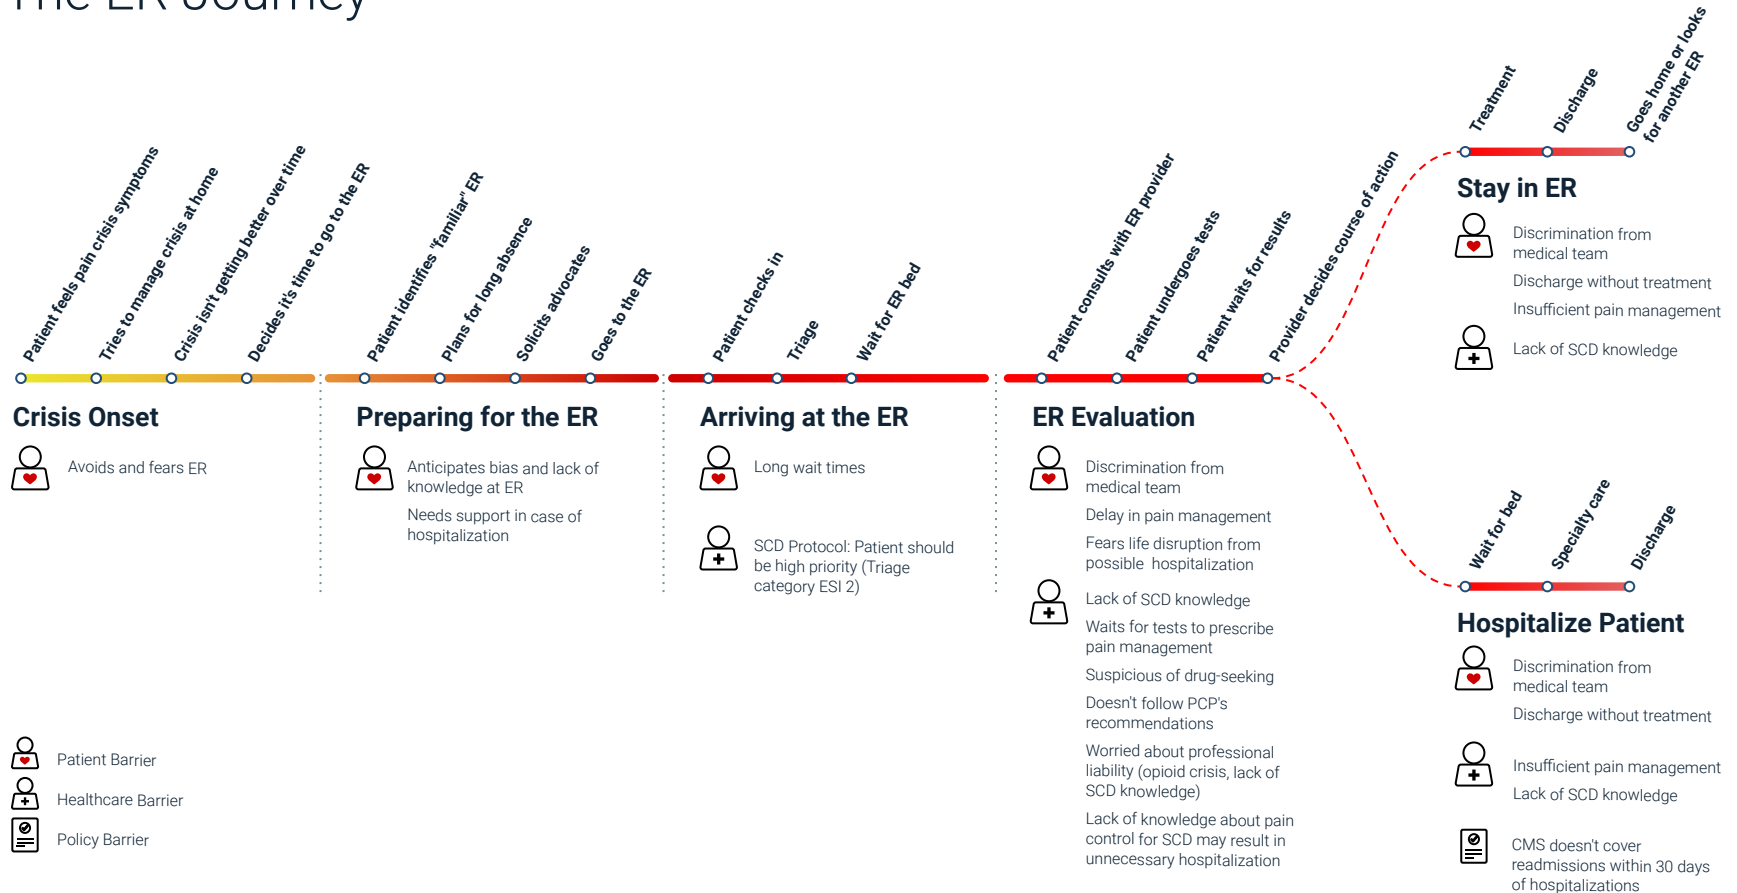 The ER Journey
Patient feels pain crisis symptoms
Tries to manage crisis at home
Crisis isn't getting better over time
Decides it's time to go to the ER
Patient identifies "familiar" ER
Plans for long absence
Solicits advocates
Goes to the ER
Patient checks in
Triage
Wait for ER bed
Patient consults with ER provider
Patient undergoes tests
Patient waits for results
Provider decides course of action
Treatment
Discharge
Goes home or looks
for another ER
Crisis Onset
Avoids and fears ER
Preparing for the ER
Anticipates bias and lack of
knowledge at ER
Needs support in case of
hospitalization
Arriving at the ER
Long wait times
SCD Protocol: Patient should
be high priority (Triage
category ESI 2)
ER Evaluation
Discrimination from
medical team
Delay in pain management
Fears life disruption from
possible hospitalization
Lack of SCD knowledge
Waits for tests to prescribe
pain management
Suspicious of drug-seeking
Doesn't follow PCP's
recommendations
Worried about professional
liability (opioid crisis, lack of
SCD knowledge)
Lack of knowledge about pain
control for SCD may result in
unnecessary hospitalization
Stay in ER
Discrimination from
medical team
Discharge without treatment
Insufficient pain management
Lack of SCD knowledge
Wait for bed
Specialty care
Discharge
Hospitalize Patient
Discrimination from
medical team
Discharge without treatment
Insufficient pain management
Lack of SCD knowledge
CMS doesn't cover
readmissions within 30 days
of hospitalizations
Patient Barrier
Healthcare Barrier
Policy Barrier